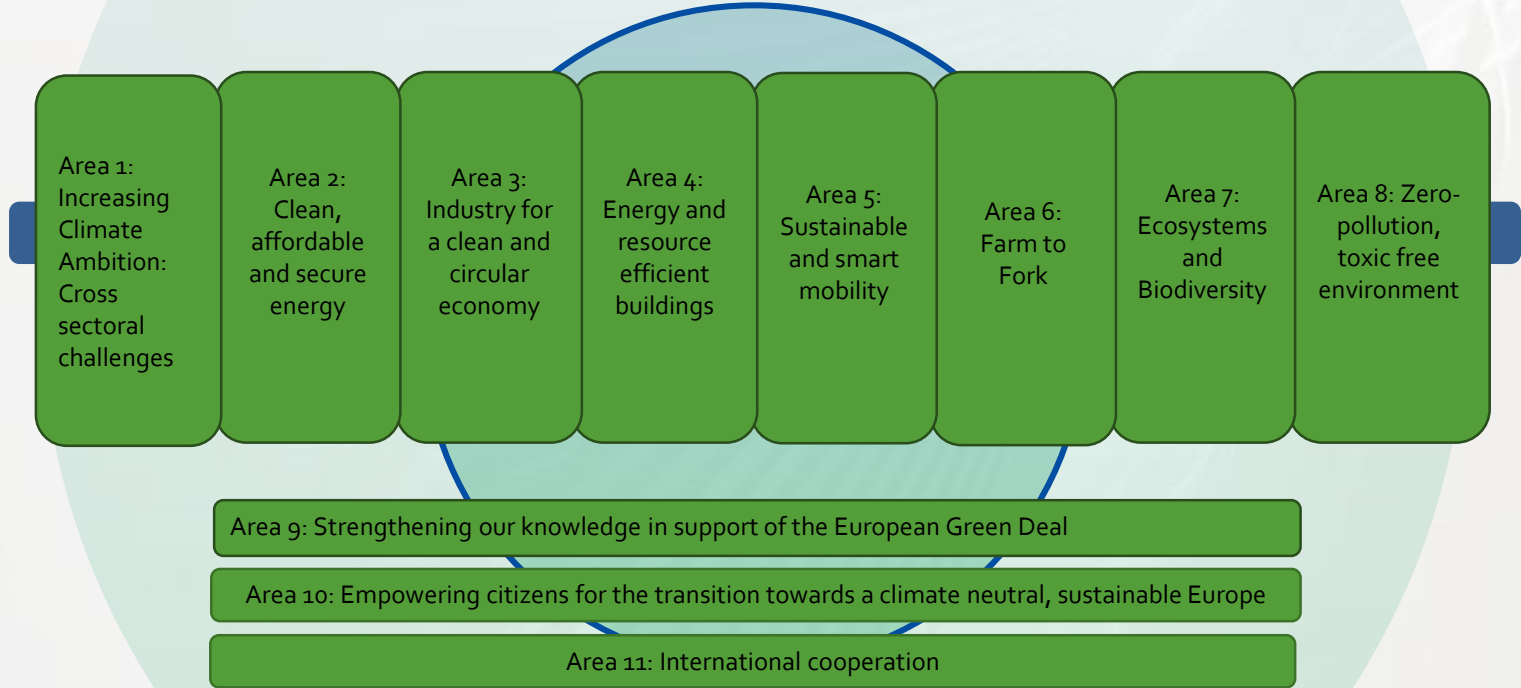 Area 1:
Increasing
Climate
Ambition:
Cross
sectoral
challenges
Area 2:
Clean,
affordable
and secure
energy
Area 3:
Industry for
a clean and
circular
economy
Area 4:
Energy and
resource
efficient
buildings
Area 5:
Sustainable
and smart
mobility
Area 6:
Farm to
Fork
Area 7:
Ecosystems
and
Biodiversity
Area 8: Zero-
pollution,
toxic free
environment
Area 9: Strengthening our knowledge in support of the European Green Deal
Area 10: Empowering citizens for the transition towards a climate neutral, sustainable Europe
Area 11: International cooperation